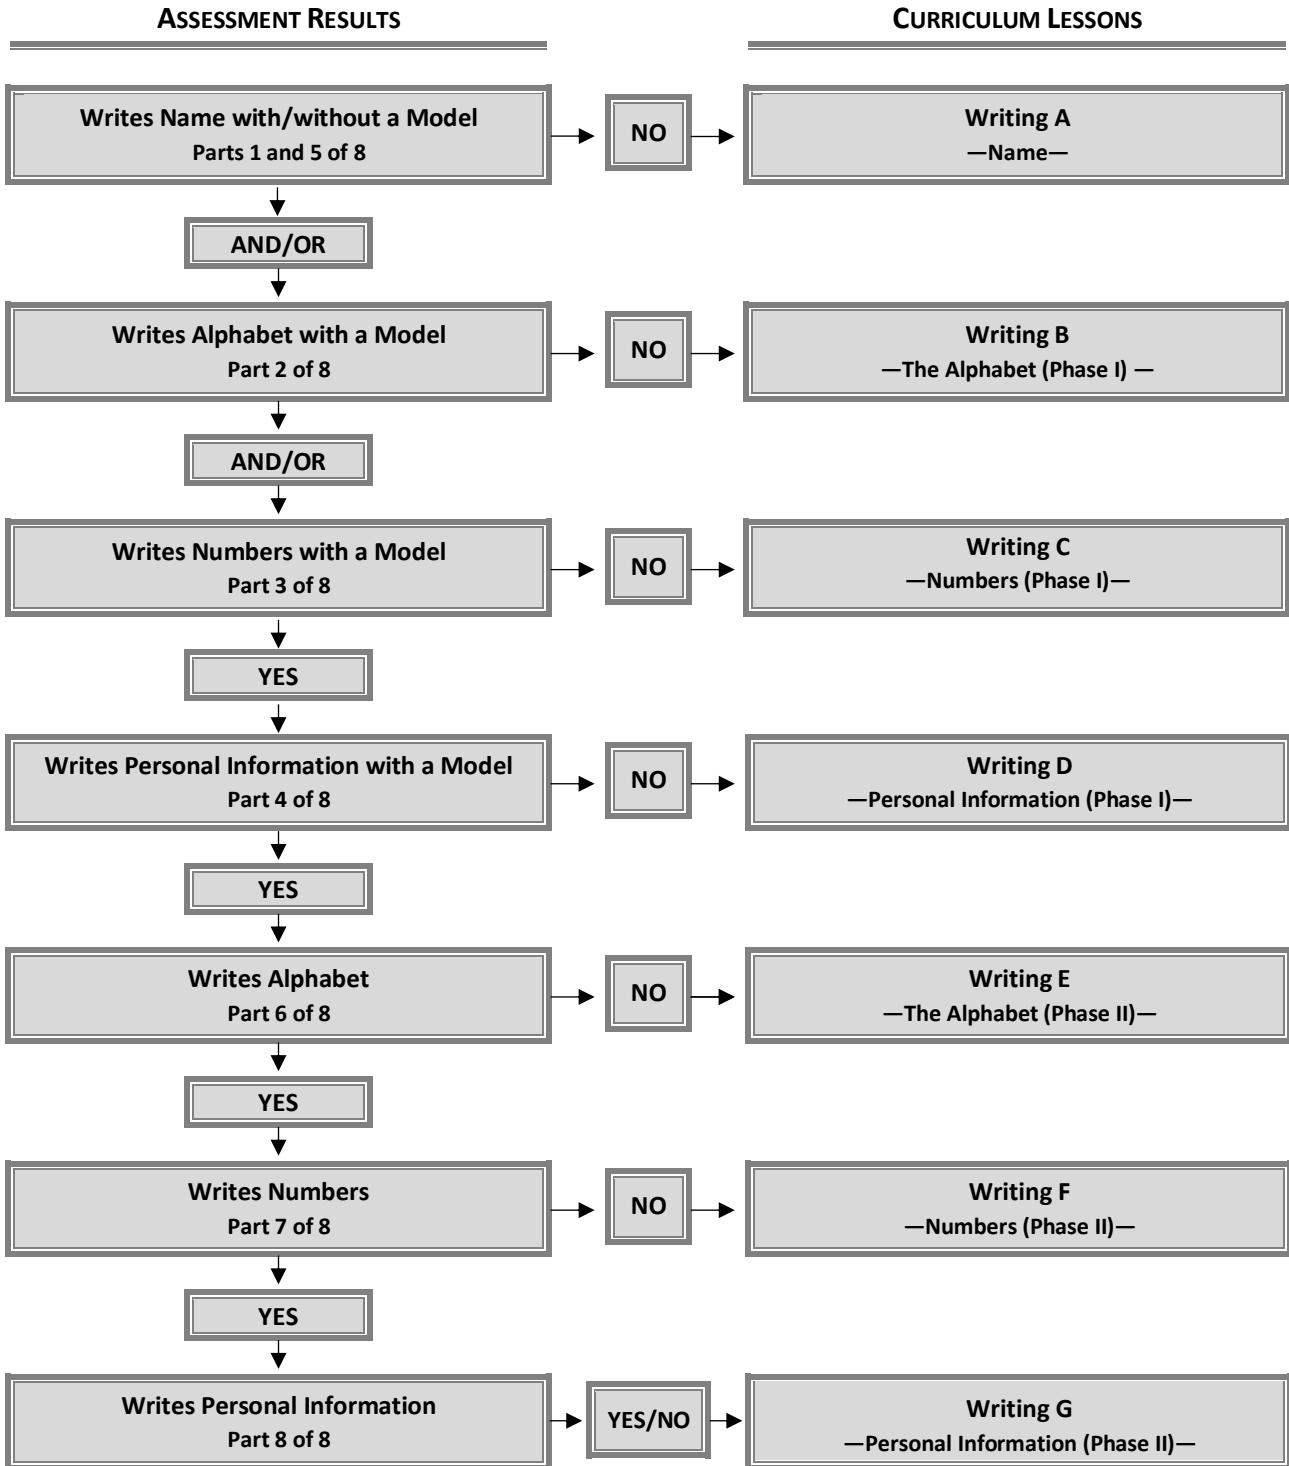 ASSESSMENT RESULTS
CURRICULUM LESSONS
Writes Name with/without a Model
Parts 1 and 5 of 8
NO
Writing A
—Name—
AND/OR
Writes Alphabet with a Model
Part 2 of 8
NO
Writing B
—The Alphabet (Phase I) —
AND/OR
Writes Numbers with a Model
Part 3 of 8
NO
Writing C
—Numbers (Phase I)—
YES
Writes Personal Information with a Model
Part 4 of 8
NO
Writing D
—Personal Information (Phase I)—
YES
Writes Alphabet
Part 6 of 8
NO
Writing E
—The Alphabet (Phase II)—
YES
Writes Numbers
Part 7 of 8
NO
Writing F
—Numbers (Phase II)—
YES
Writes Personal Information
Part 8 of 8
YES/NO
Writing G
—Personal Information (Phase II)—